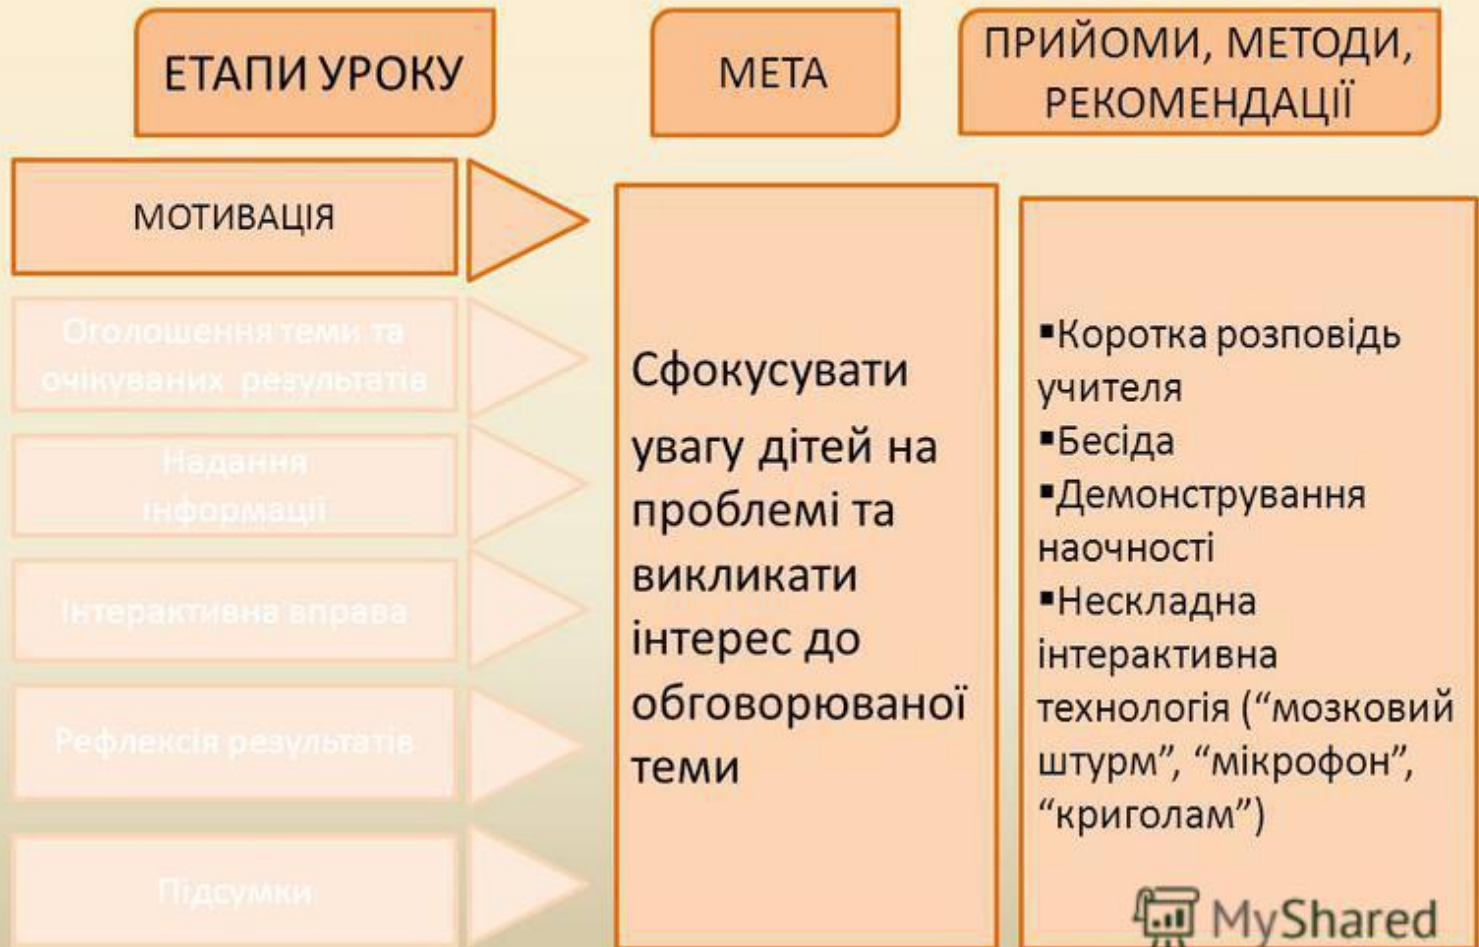 ЕТАПИ УРОКУ
МЕТА
ПРИЙОМИ, МЕТОДИ,
РЕКОМЕНДАЦІЇ
МОТИВАЦІЯ
Оголошення теми та
очікуваних результатів
Надання
інформації
Інтерактивна вправа
Рефлексія результатів
Підсумки
Сфокусувати
увагу дітей на
проблемі та
викликати
інтерес до
обговорюваної
теми
▪Коротка розповідь
учителя
▪Бесіда
▪Демонстрування
наочності
▪Нескладна
інтерактивна
технологія (“мозковий
штурм”, “мікрофон”,
“криголам”)
MyShared